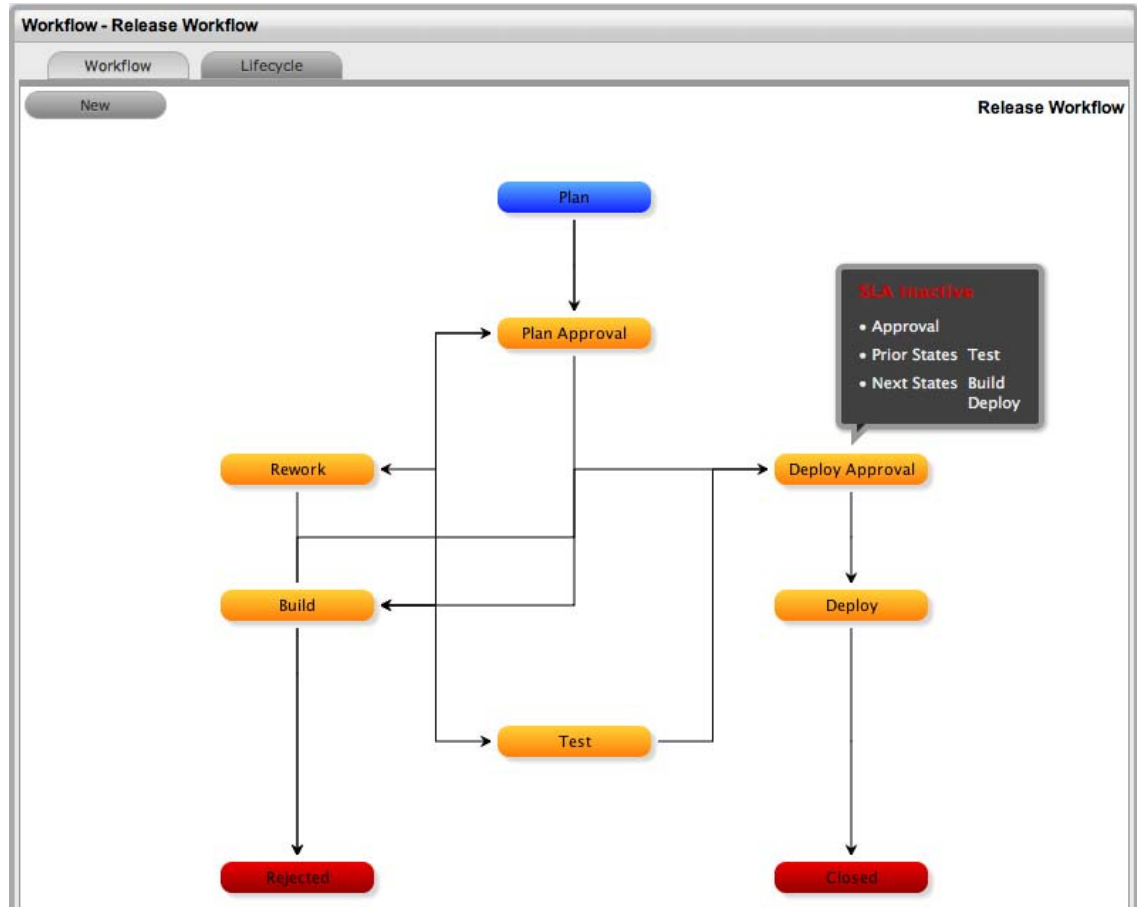 Workflow - Release Workflow
Workflow
Lifecycle
New
Release Workflow
Plan
SLA Inactive
• Approval
• Prior States Test
• Next States Build
Deploy
Plan Approval
Rework
Deploy Approval
Build
Deploy
Test
Rejected
Closed